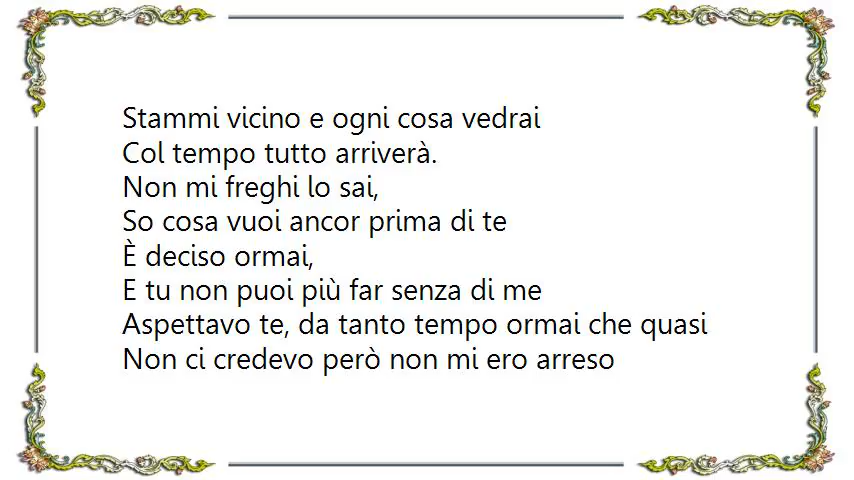 Stammi vicino e ogni cosa vedrai
Col tempo tutto arriverà.
Non mi freghi lo sai,
So cosa vuoi ancor prima di te
È deciso ormai,
E tu non puoi più far senza di me
Aspettavo te, da tanto tempo ormai che quasi
Non ci credevo però non mi ero arreso